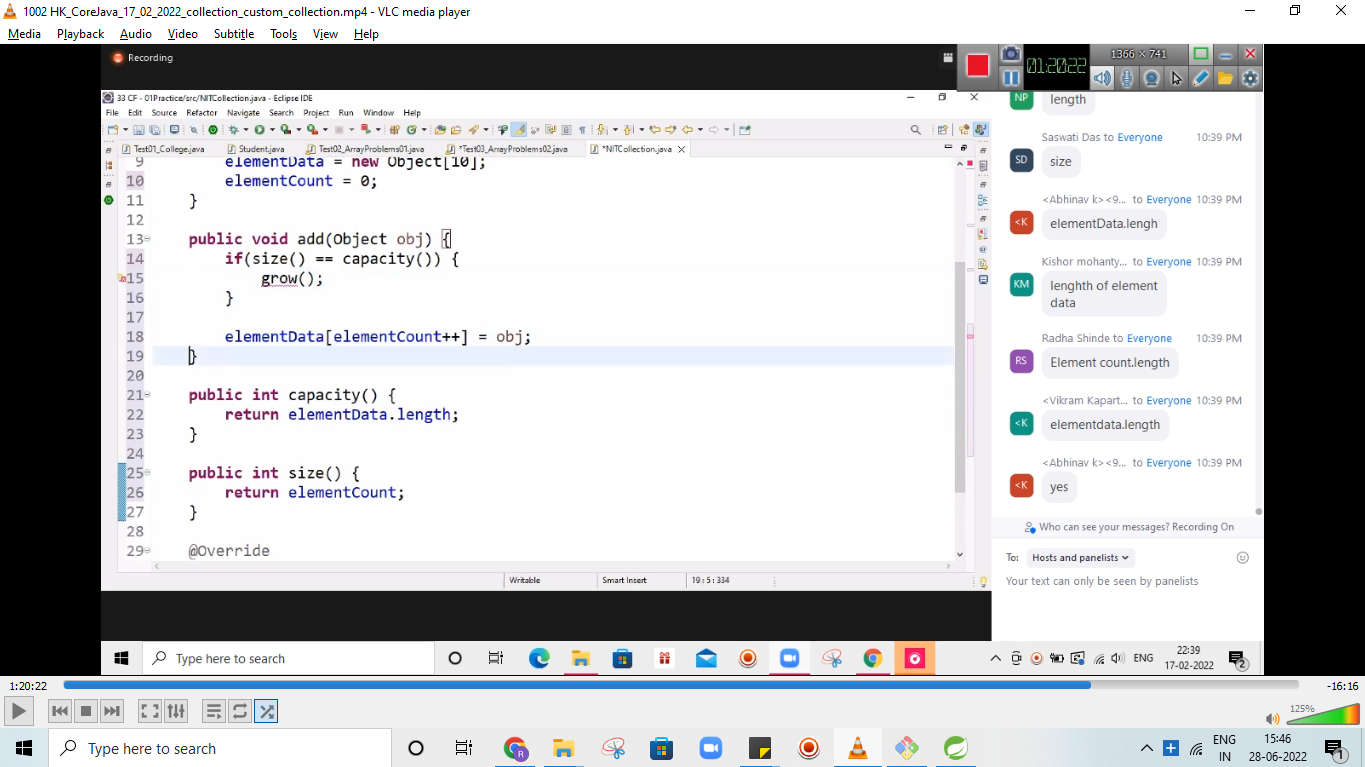 1002 HK_CoreJava_17_02_2022_collection_custom_collection.mp4 - VLC media player
Media Playback Audio Video Subtitle Tools View Help
Recording
1366 × 741
01:20:22
33 CF - 01Practice/src/NITCollection.java - Eclipse IDE
File Edit Source Refactor Navigate Search Project Run Window Help
Test01_College.java Student.java Test02_ArrayProblems01.java *Test03_ArrayProblems02.java *NITCollection.java
9 elementData = new Object[10];
10 elementCount = 0;
11 }
12
13 public void add(Object obj) {
14 if(size() == capacity()) {
15 grow();
16 }
17
18 elementData[elementCount++] = obj;
19 }
20
21 public int capacity() {
22 return elementData.length;
23 }
24
25 public int size() {
26 return elementCount;
27 }
28
29 @Override
Writable Smart Insert 19 : 5 : 334
NP length
Saswati Das to Everyone 10:39 PM
SD size
<Abhinav k> <9... to Everyone 10:39 PM
<K elementData.lengh
Kishor mohanty... to Everyone 10:39 PM
KM lenghth of element
data
Radha Shinde to Everyone 10:39 PM
RS Element count.length
<Vikram Kapart... to Everyone 10:39 PM
<K elementdata.length
<Abhinav k> <9... to Everyone 10:39 PM
<K yes
Who can see your messages? Recording On
To: Hosts and panelists
Your text can only be seen by panelists
Type here to search
ENG
22:39
17-02-2022
2
1:20:22
-16:16
125%
Type here to search
R
ENG
IN
15:46
28-06-2022
1